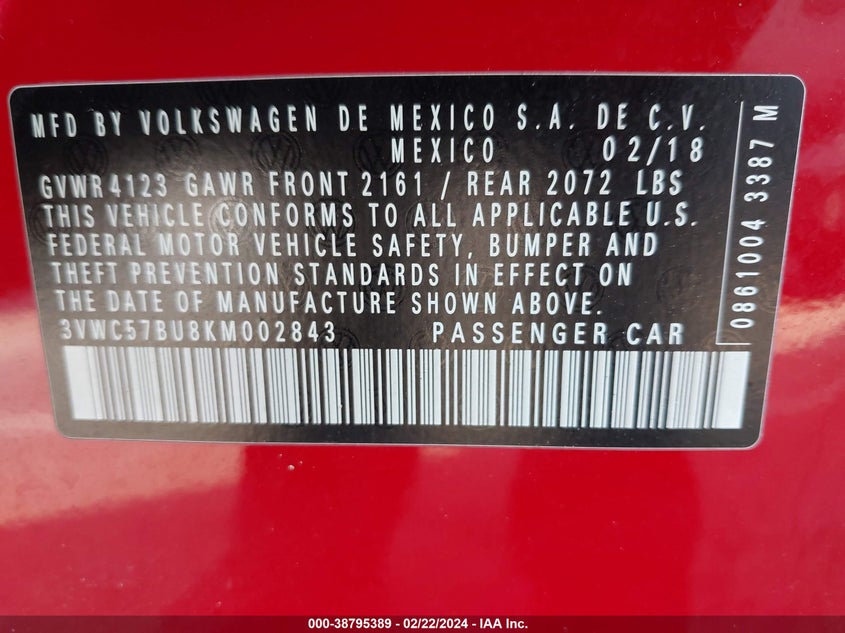 MFD BY VOLKSWAGEN DE MEXICO S.A. DE C.V.
MEXICO 02/18
GVWR 4123 GAWR FRONT 2161 / REAR 2072 LBS
THIS VEHICLE CONFORMS TO ALL APPLICABLE U.S.
FEDERAL MOTOR VEHICLE SAFETY, BUMPER AND
THEFT PREVENTION STANDARDS IN EFFECT ON
THE DATE OF MANUFACTURE SHOWN ABOVE.
3VWC57BU8KM002843 PASSENGER CAR
0861004 3387 M
000-38795389 - 02/22/2024 - IAA Inc.